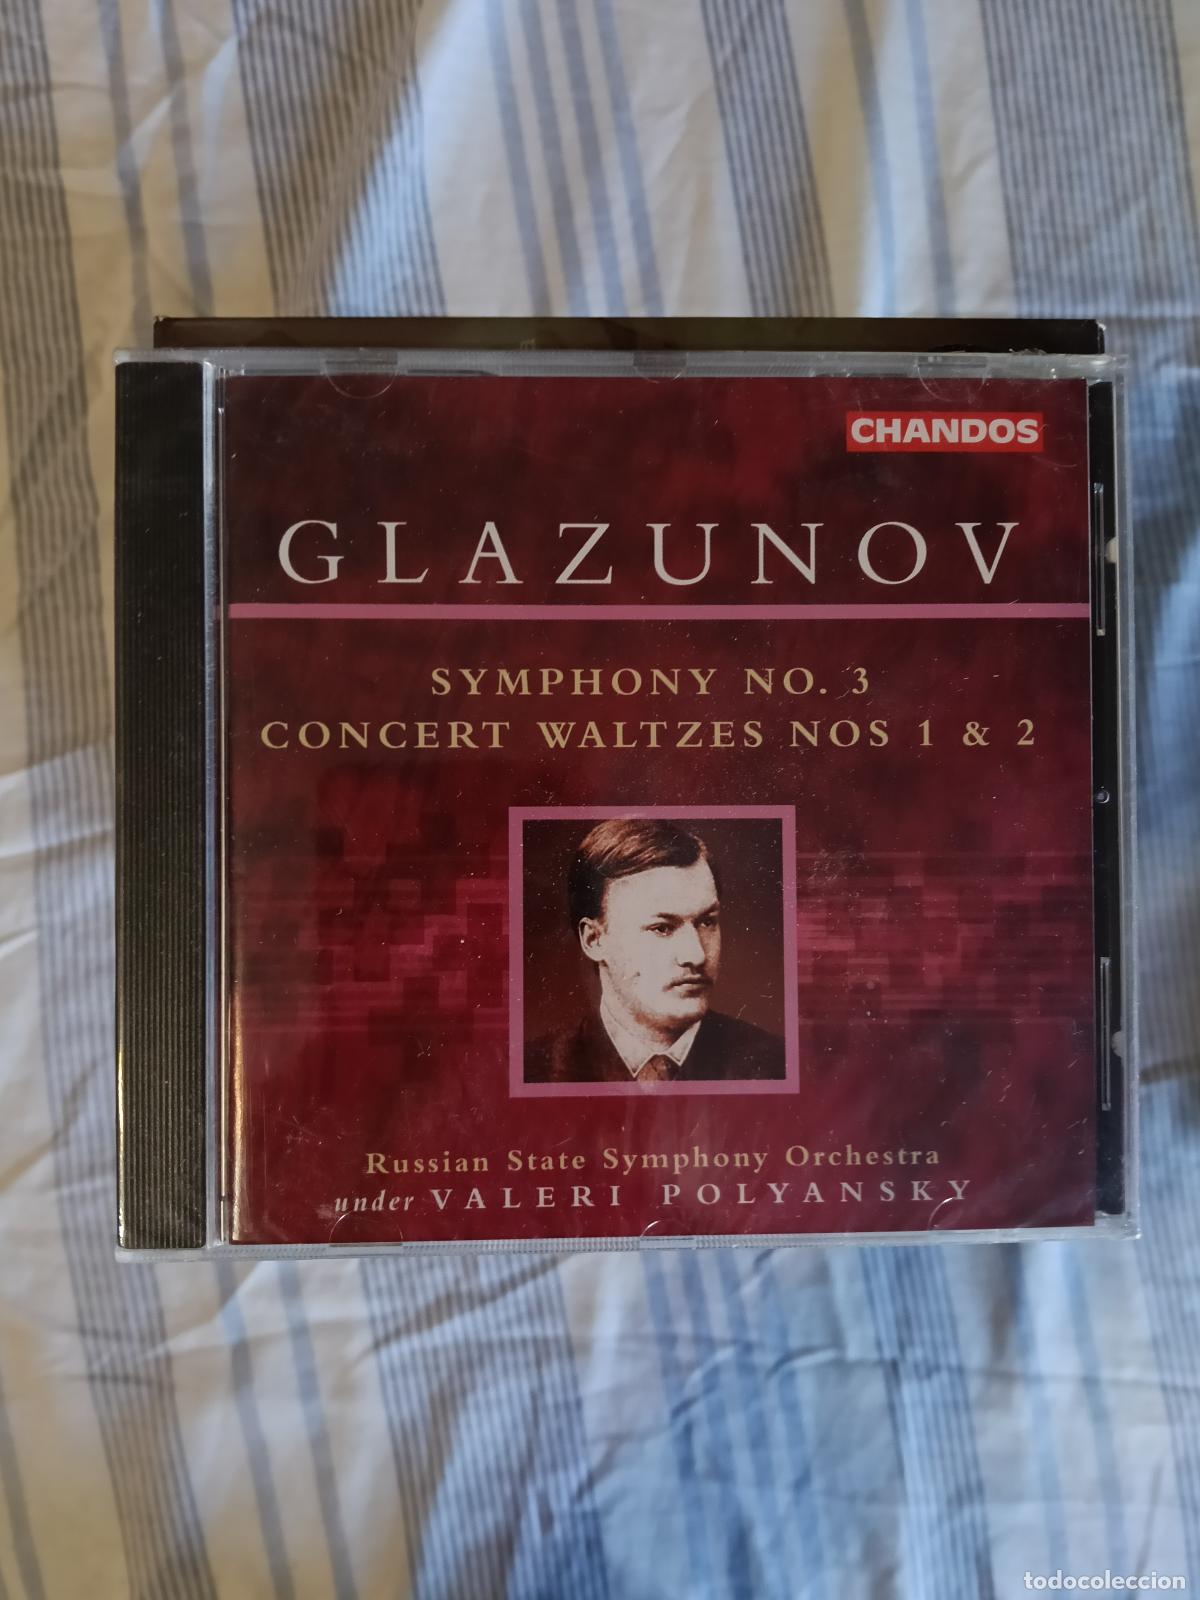 CHANDOS
GLAZUNOV
SYMPHONY NO. 3
CONCERT WALTZES NOS 1 & 2
Russian State Symphony Orchestra
under VALERI POLYANSKY
todocoleccion